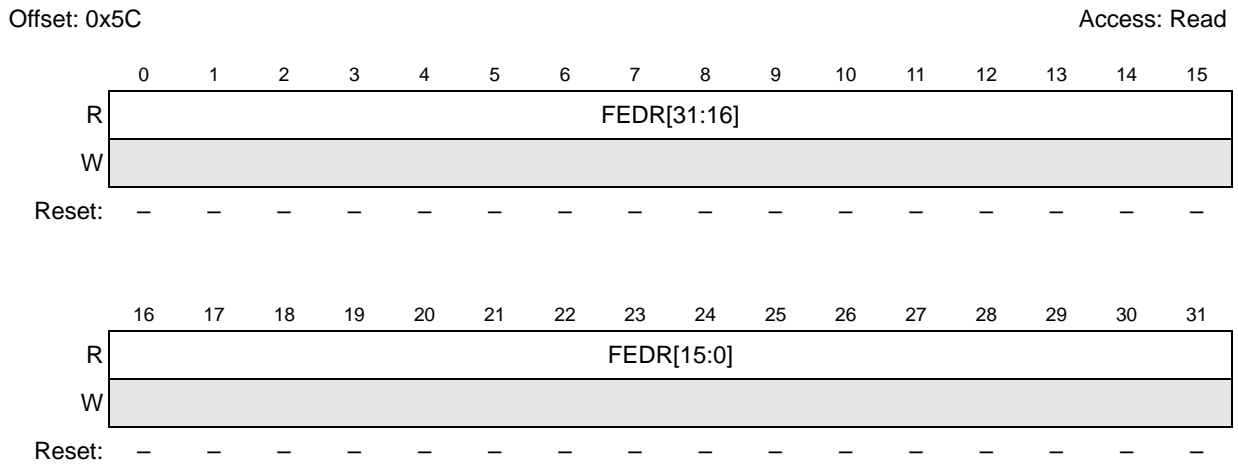 Offset: 0x5C Access: Read
0 1 2 3 4 5 6 7 8 9 10 11 12 13 14 15
R FEDR[31:16]
W
Reset: – – – – – – – – – – – – – – – –
16 17 18 19 20 21 22 23 24 25 26 27 28 29 30 31
R FEDR[15:0]
W
Reset: – – – – – – – – – – – – – – – –